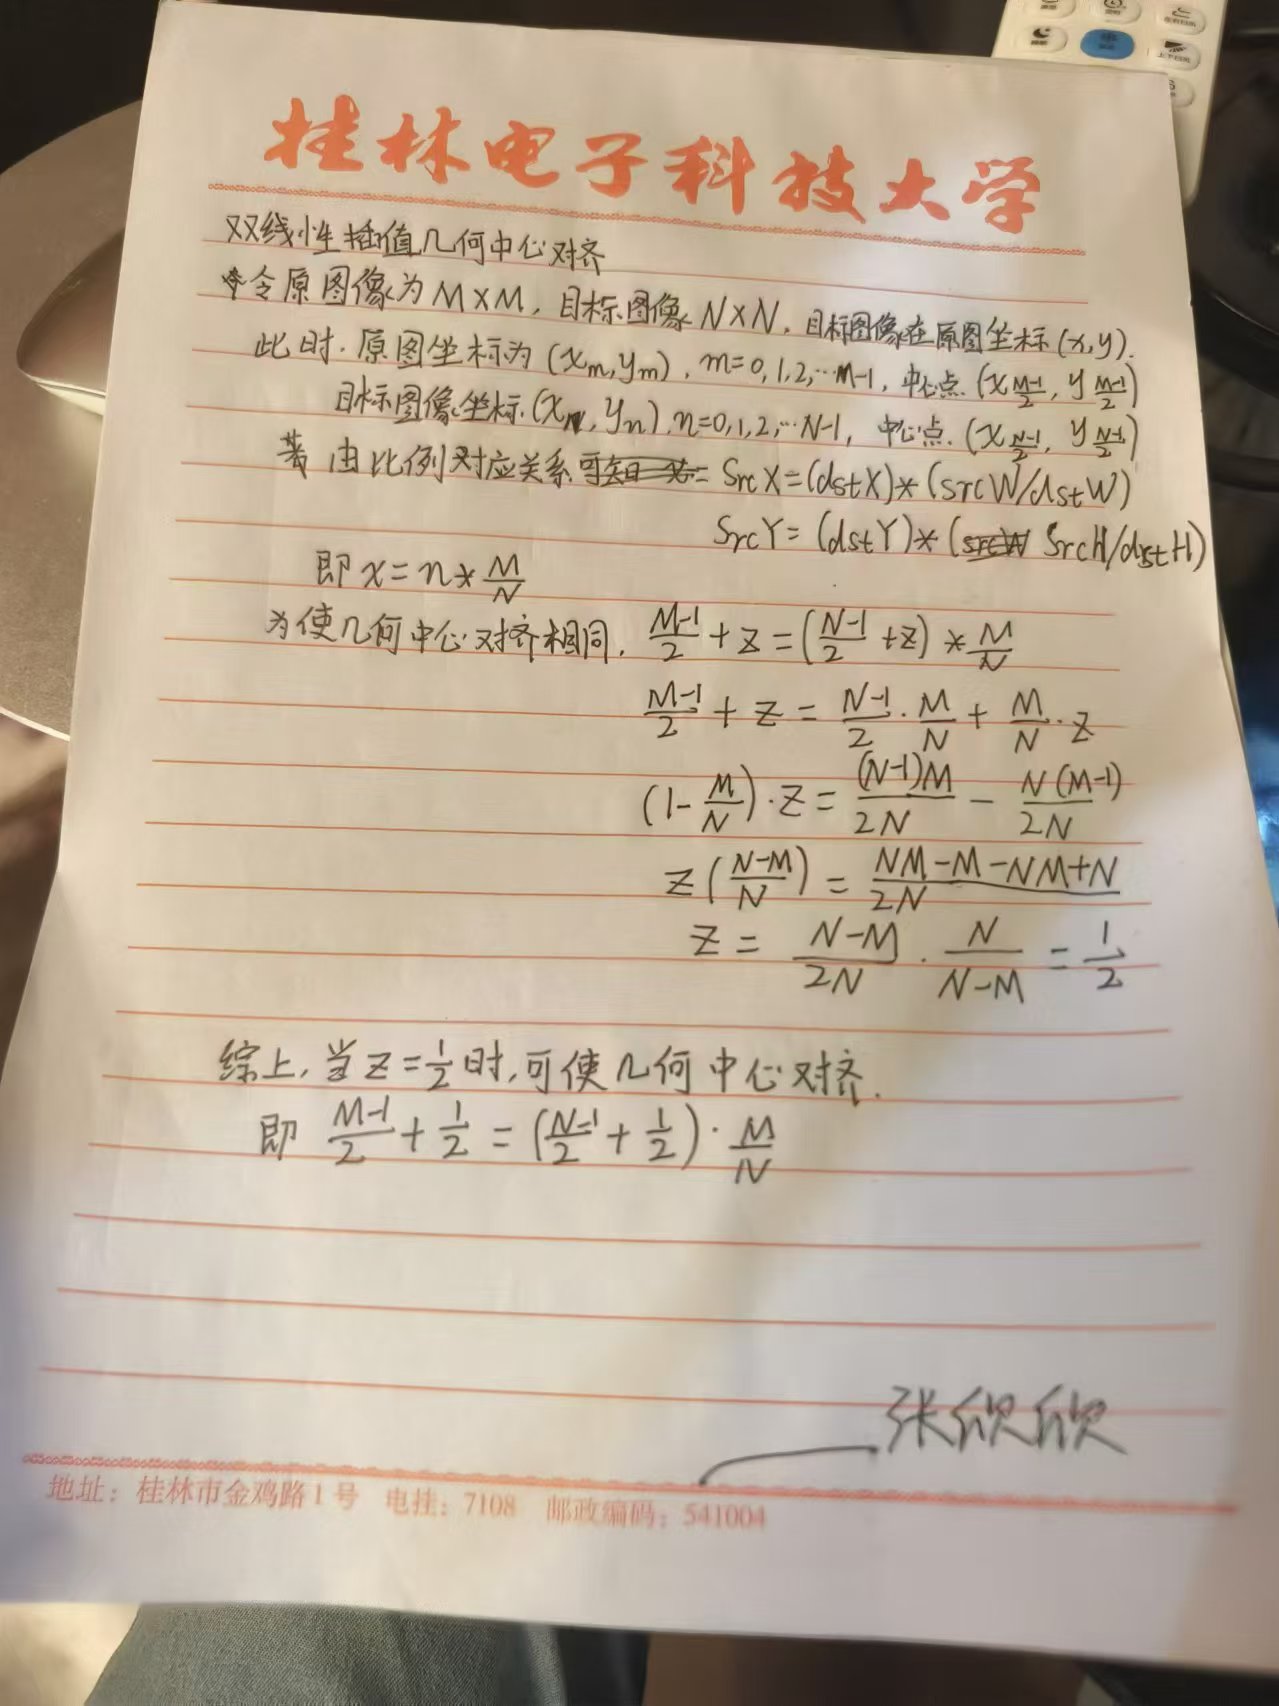 桂林电子科技大学
双线性插值几何中心对齐
令原图像为M×M，目标图像N×N，目标图像在原图坐标(x,y).
此时.原图坐标为(x_m,y_m)，m=0,1,2,…M-1，中心点.(x_{\frac{M-1}{2}}, y_{\frac{M-1}{2}})
目标图像坐标.(x_n,y_n).n=0,1,2,…N-1，中心点.(x_{\frac{N-1}{2}}, y_{\frac{N-1}{2}})
由比例对应关系可知 SrcX=(dstX)*(srcW/dstW)
SrcY=(dstY)*(SrcH/dstH)
即 x=n*\frac{M}{N}
为使几何中心对齐相同. \frac{M-1}{2}+z=(\frac{N-1}{2}+z)*\frac{M}{N}
\frac{M-1}{2}+z=\frac{N-1}{2}·\frac{M}{N}+\frac{M}{N}·z
(1-\frac{M}{N})·z=\frac{(N-1)M}{2N}-\frac{N(M-1)}{2N}
z(\frac{N-M}{N})=\frac{NM-M-NM+N}{2N}
z=\frac{N-M}{2N}·\frac{N}{N-M}=\frac{1}{2}
综上,当z=\frac{1}{2}时,可使几何中心对齐.
即 \frac{M-1}{2}+\frac{1}{2}=(\frac{N-1}{2}+\frac{1}{2})·\frac{M}{N}
张欣欣
地址：桂林市金鸡路1号 电挂：7108 邮政编码：541004